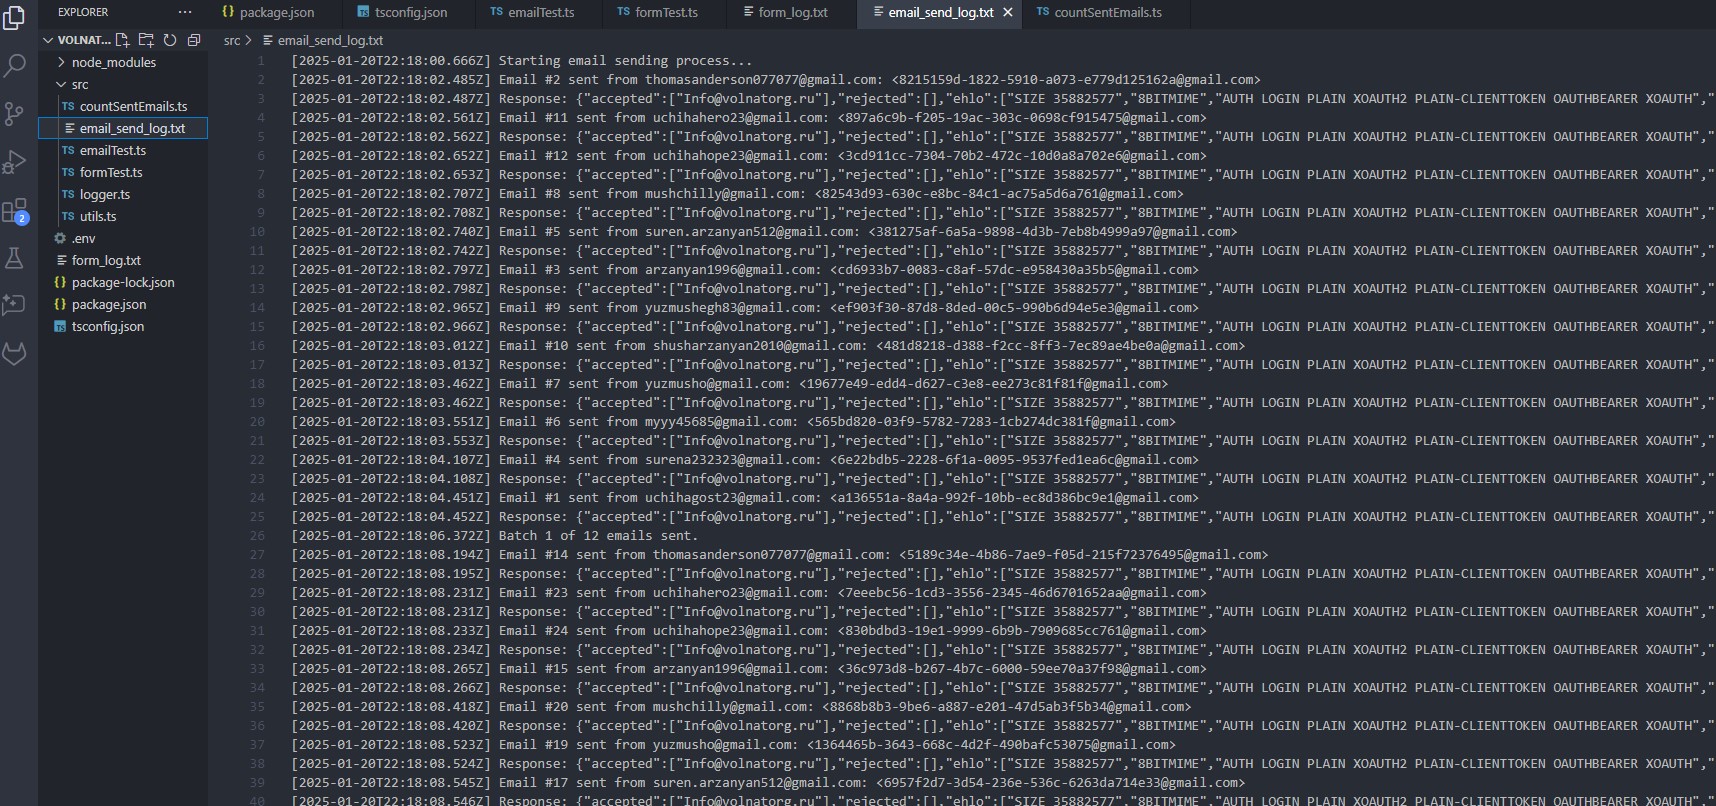 EXPLORER ...
package.json
tsconfig.json
emailTest.ts
formTest.ts
form_log.txt
email_send_log.txt
countSentEmails.ts
VOLNAT...
node_modules
src
countSentEmails.ts
email_send_log.txt
emailTest.ts
formTest.ts
logger.ts
utils.ts
.env
form_log.txt
package-lock.json
package.json
tsconfig.json
2
src > email_send_log.txt
1 [2025-01-20T22:18:00.666Z] Starting email sending process...
2 [2025-01-20T22:18:02.485Z] Email #2 sent from thomasanderson077077@gmail.com: <8215159d-1822-5910-a073-e779d125162a@gmail.com>
3 [2025-01-20T22:18:02.487Z] Response: {"accepted":["Info@volnatorg.ru"],"rejected":[],"ehlo":["SIZE 35882577","8BITMIME","AUTH LOGIN PLAIN XOAUTH2 PLAIN-CLIENTTOKEN OAUTHBEARER XOAUTH","
4 [2025-01-20T22:18:02.561Z] Email #11 sent from uchihahero23@gmail.com: <897a6c9b-f205-19ac-303c-0698cf915475@gmail.com>
5 [2025-01-20T22:18:02.562Z] Response: {"accepted":["Info@volnatorg.ru"],"rejected":[],"ehlo":["SIZE 35882577","8BITMIME","AUTH LOGIN PLAIN XOAUTH2 PLAIN-CLIENTTOKEN OAUTHBEARER XOAUTH","
6 [2025-01-20T22:18:02.652Z] Email #12 sent from uchihahope23@gmail.com: <3cd911cc-7304-70b2-472c-10d0a8a702e6@gmail.com>
7 [2025-01-20T22:18:02.653Z] Response: {"accepted":["Info@volnatorg.ru"],"rejected":[],"ehlo":["SIZE 35882577","8BITMIME","AUTH LOGIN PLAIN XOAUTH2 PLAIN-CLIENTTOKEN OAUTHBEARER XOAUTH","
8 [2025-01-20T22:18:02.707Z] Email #8 sent from mushchilly@gmail.com: <82543d93-630c-e8bc-84c1-ac75a5d6a761@gmail.com>
9 [2025-01-20T22:18:02.708Z] Response: {"accepted":["Info@volnatorg.ru"],"rejected":[],"ehlo":["SIZE 35882577","8BITMIME","AUTH LOGIN PLAIN XOAUTH2 PLAIN-CLIENTTOKEN OAUTHBEARER XOAUTH","
10 [2025-01-20T22:18:02.740Z] Email #5 sent from suren.arzanyan512@gmail.com: <381275af-6a5a-9898-4d3b-7eb8b4999a97@gmail.com>
11 [2025-01-20T22:18:02.742Z] Response: {"accepted":["Info@volnatorg.ru"],"rejected":[],"ehlo":["SIZE 35882577","8BITMIME","AUTH LOGIN PLAIN XOAUTH2 PLAIN-CLIENTTOKEN OAUTHBEARER XOAUTH","
12 [2025-01-20T22:18:02.797Z] Email #3 sent from arzanyan1996@gmail.com: <cd6933b7-0083-c8af-57dc-e958430a35b5@gmail.com>
13 [2025-01-20T22:18:02.798Z] Response: {"accepted":["Info@volnatorg.ru"],"rejected":[],"ehlo":["SIZE 35882577","8BITMIME","AUTH LOGIN PLAIN XOAUTH2 PLAIN-CLIENTTOKEN OAUTHBEARER XOAUTH","
14 [2025-01-20T22:18:02.965Z] Email #9 sent from yuzmushegh83@gmail.com: <ef903f30-87d8-8ded-00c5-990b6d94e5e3@gmail.com>
15 [2025-01-20T22:18:02.966Z] Response: {"accepted":["Info@volnatorg.ru"],"rejected":[],"ehlo":["SIZE 35882577","8BITMIME","AUTH LOGIN PLAIN XOAUTH2 PLAIN-CLIENTTOKEN OAUTHBEARER XOAUTH","
16 [2025-01-20T22:18:03.012Z] Email #10 sent from shusharzanyan2010@gmail.com: <481d8218-d388-f2cc-8ff3-7ec89ae4be0a@gmail.com>
17 [2025-01-20T22:18:03.013Z] Response: {"accepted":["Info@volnatorg.ru"],"rejected":[],"ehlo":["SIZE 35882577","8BITMIME","AUTH LOGIN PLAIN XOAUTH2 PLAIN-CLIENTTOKEN OAUTHBEARER XOAUTH","
18 [2025-01-20T22:18:03.462Z] Email #7 sent from yuzmusho@gmail.com: <19677e49-edd4-d627-c3e8-ee273c81f81f@gmail.com>
19 [2025-01-20T22:18:03.462Z] Response: {"accepted":["Info@volnatorg.ru"],"rejected":[],"ehlo":["SIZE 35882577","8BITMIME","AUTH LOGIN PLAIN XOAUTH2 PLAIN-CLIENTTOKEN OAUTHBEARER XOAUTH","
20 [2025-01-20T22:18:03.551Z] Email #6 sent from myyy45685@gmail.com: <565bd820-03f9-5782-7283-1cb274dc381f@gmail.com>
21 [2025-01-20T22:18:03.553Z] Response: {"accepted":["Info@volnatorg.ru"],"rejected":[],"ehlo":["SIZE 35882577","8BITMIME","AUTH LOGIN PLAIN XOAUTH2 PLAIN-CLIENTTOKEN OAUTHBEARER XOAUTH","
22 [2025-01-20T22:18:04.107Z] Email #4 sent from surena232323@gmail.com: <6e22bdb5-2228-6f1a-0095-9537fed1ea6c@gmail.com>
23 [2025-01-20T22:18:04.108Z] Response: {"accepted":["Info@volnatorg.ru"],"rejected":[],"ehlo":["SIZE 35882577","8BITMIME","AUTH LOGIN PLAIN XOAUTH2 PLAIN-CLIENTTOKEN OAUTHBEARER XOAUTH","
24 [2025-01-20T22:18:04.451Z] Email #1 sent from uchihagost23@gmail.com: <a136551a-8a4a-992f-10bb-ec8d386bc9e1@gmail.com>
25 [2025-01-20T22:18:04.452Z] Response: {"accepted":["Info@volnatorg.ru"],"rejected":[],"ehlo":["SIZE 35882577","8BITMIME","AUTH LOGIN PLAIN XOAUTH2 PLAIN-CLIENTTOKEN OAUTHBEARER XOAUTH","
26 [2025-01-20T22:18:06.372Z] Batch 1 of 12 emails sent.
27 [2025-01-20T22:18:08.194Z] Email #14 sent from thomasanderson077077@gmail.com: <5189c34e-4b86-7ae9-f05d-215f72376495@gmail.com>
28 [2025-01-20T22:18:08.195Z] Response: {"accepted":["Info@volnatorg.ru"],"rejected":[],"ehlo":["SIZE 35882577","8BITMIME","AUTH LOGIN PLAIN XOAUTH2 PLAIN-CLIENTTOKEN OAUTHBEARER XOAUTH","
29 [2025-01-20T22:18:08.231Z] Email #23 sent from uchihahero23@gmail.com: <7eeebc56-1cd3-3556-2345-46d6701652aa@gmail.com>
30 [2025-01-20T22:18:08.231Z] Response: {"accepted":["Info@volnatorg.ru"],"rejected":[],"ehlo":["SIZE 35882577","8BITMIME","AUTH LOGIN PLAIN XOAUTH2 PLAIN-CLIENTTOKEN OAUTHBEARER XOAUTH","
31 [2025-01-20T22:18:08.233Z] Email #24 sent from uchihahope23@gmail.com: <830bdbd3-19e1-9999-6b9b-7909685cc761@gmail.com>
32 [2025-01-20T22:18:08.234Z] Response: {"accepted":["Info@volnatorg.ru"],"rejected":[],"ehlo":["SIZE 35882577","8BITMIME","AUTH LOGIN PLAIN XOAUTH2 PLAIN-CLIENTTOKEN OAUTHBEARER XOAUTH","
33 [2025-01-20T22:18:08.265Z] Email #15 sent from arzanyan1996@gmail.com: <36c973d8-b267-4b7c-6000-59ee70a37f98@gmail.com>
34 [2025-01-20T22:18:08.266Z] Response: {"accepted":["Info@volnatorg.ru"],"rejected":[],"ehlo":["SIZE 35882577","8BITMIME","AUTH LOGIN PLAIN XOAUTH2 PLAIN-CLIENTTOKEN OAUTHBEARER XOAUTH","
35 [2025-01-20T22:18:08.418Z] Email #20 sent from mushchilly@gmail.com: <8868b8b3-9be6-a887-e201-47d5ab3f5b34@gmail.com>
36 [2025-01-20T22:18:08.420Z] Response: {"accepted":["Info@volnatorg.ru"],"rejected":[],"ehlo":["SIZE 35882577","8BITMIME","AUTH LOGIN PLAIN XOAUTH2 PLAIN-CLIENTTOKEN OAUTHBEARER XOAUTH","
37 [2025-01-20T22:18:08.523Z] Email #19 sent from yuzmusho@gmail.com: <1364465b-3643-668c-4d2f-490bafc53075@gmail.com>
38 [2025-01-20T22:18:08.524Z] Response: {"accepted":["Info@volnatorg.ru"],"rejected":[],"ehlo":["SIZE 35882577","8BITMIME","AUTH LOGIN PLAIN XOAUTH2 PLAIN-CLIENTTOKEN OAUTHBEARER XOAUTH","
39 [2025-01-20T22:18:08.545Z] Email #17 sent from suren.arzanyan512@gmail.com: <6957f2d7-3d54-236e-536c-6263da714e33@gmail.com>
40 [2025-01-20T22:18:08.546Z] Response: {"accepted":["Info@volnatorg.ru"],"rejected":[],"ehlo":["SIZE 35882577","8BITMIME","AUTH LOGIN PLAIN XOAUTH2 PLAIN-CLIENTTOKEN OAUTHBEARER XOAUTH","